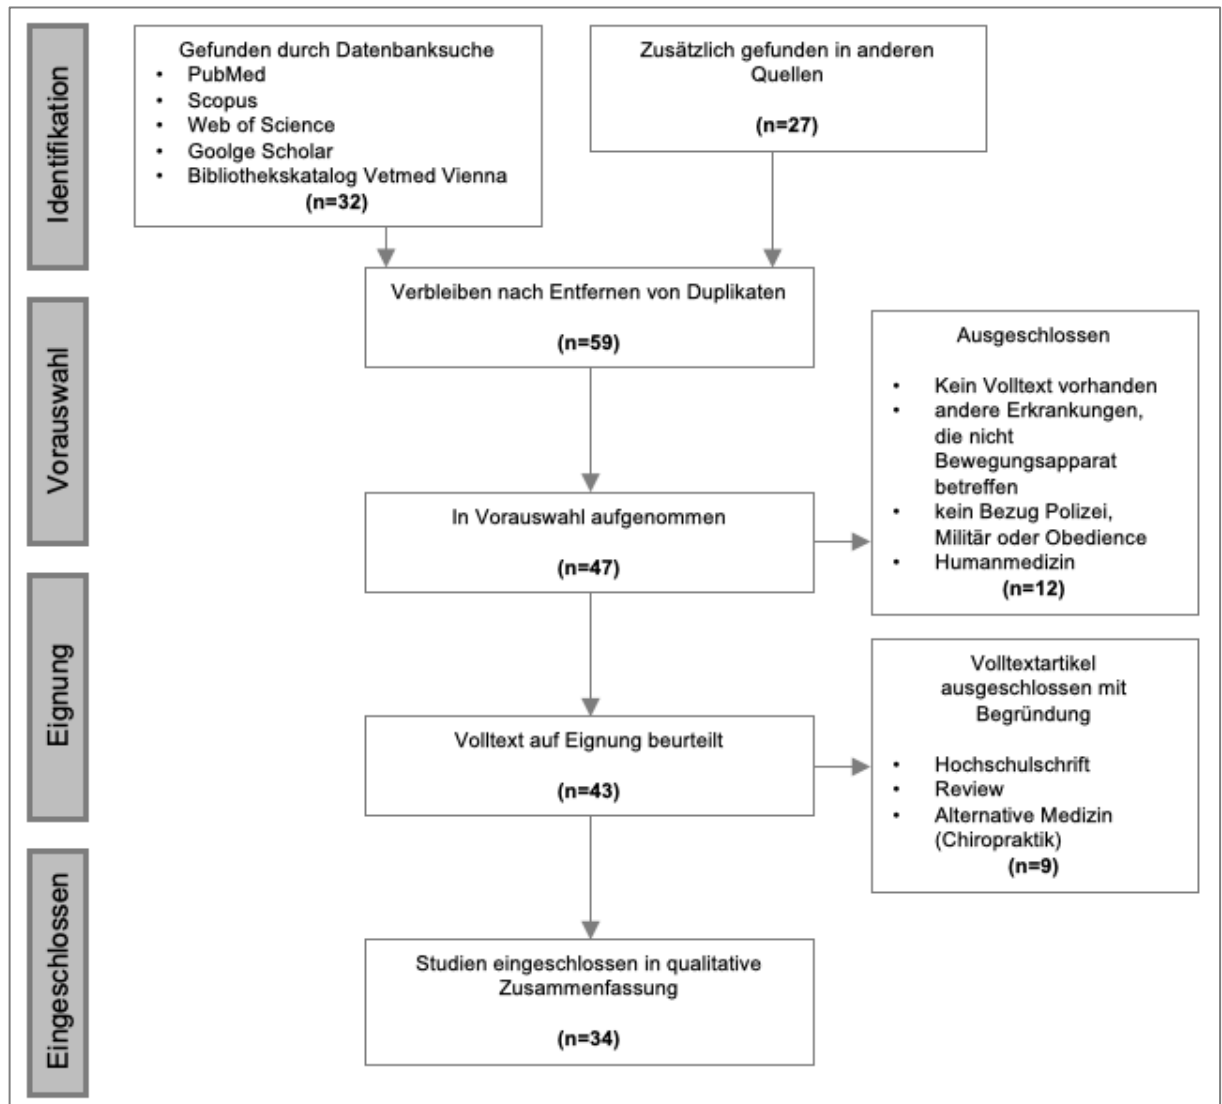 Identifikation
Gefunden durch Datenbanksuche
• PubMed
• Scopus
• Web of Science
• Goolge Scholar
• Bibliothekskatalog Vetmed Vienna
(n=32)
Zusätzlich gefunden in anderen
Quellen
(n=27)
Verbleiben nach Entfernen von Duplikaten
(n=59)
Vorauswahl
In Vorauswahl aufgenommen
(n=47)
Ausgeschlossen
• Kein Volltext vorhanden
• andere Erkrankungen,
die nicht
Bewegungsapparat
betreffen
• kein Bezug Polizei,
Militär oder Obedience
• Humanmedizin
(n=12)
Eignung
Volltext auf Eignung beurteilt
(n=43)
Volltextartikel
ausgeschlossen mit
Begründung
• Hochschulschrift
• Review
• Alternative Medizin
(Chiropraktik)
(n=9)
Eingeschlossen
Studien eingeschlossen in qualitative
Zusammenfassung
(n=34)